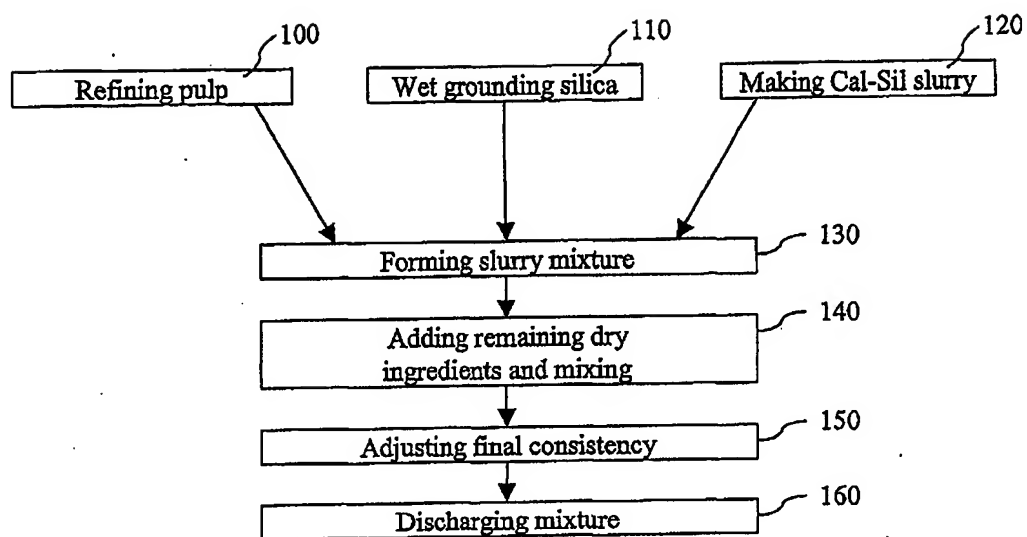 100
110
120
Refining pulp
Wet grounding silica
Making Cal-Sil slurry
130
Forming slurry mixture
140
Adding remaining dry
ingredients and mixing
150
Adjusting final consistency
160
Discharging mixture